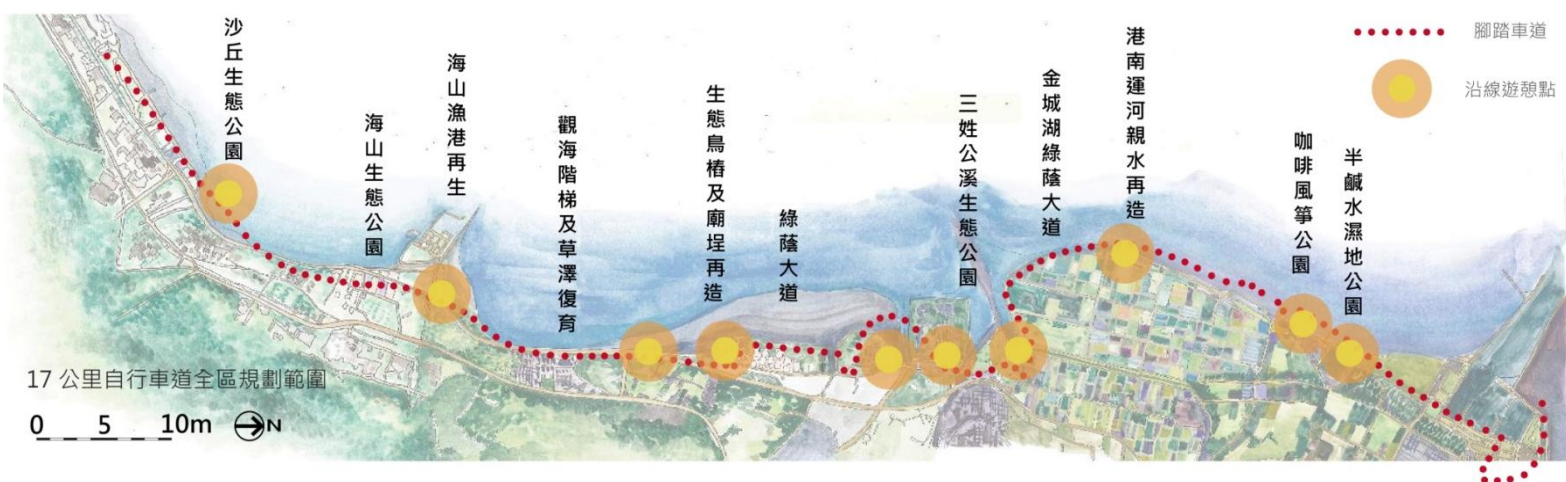 沙丘生態公園
海山生態公園
海山漁港再生
觀海階梯及草澤復育
生態鳥樁及廟埕再造
綠蔭大道
三姓公溪生態公園
金城湖綠蔭大道
港南運河親水再造
咖啡風箏公園
半鹹水濕地公園
腳踏車道
沿線遊憩點
17 公里自行車道全區規劃範圍
0 5 10m N